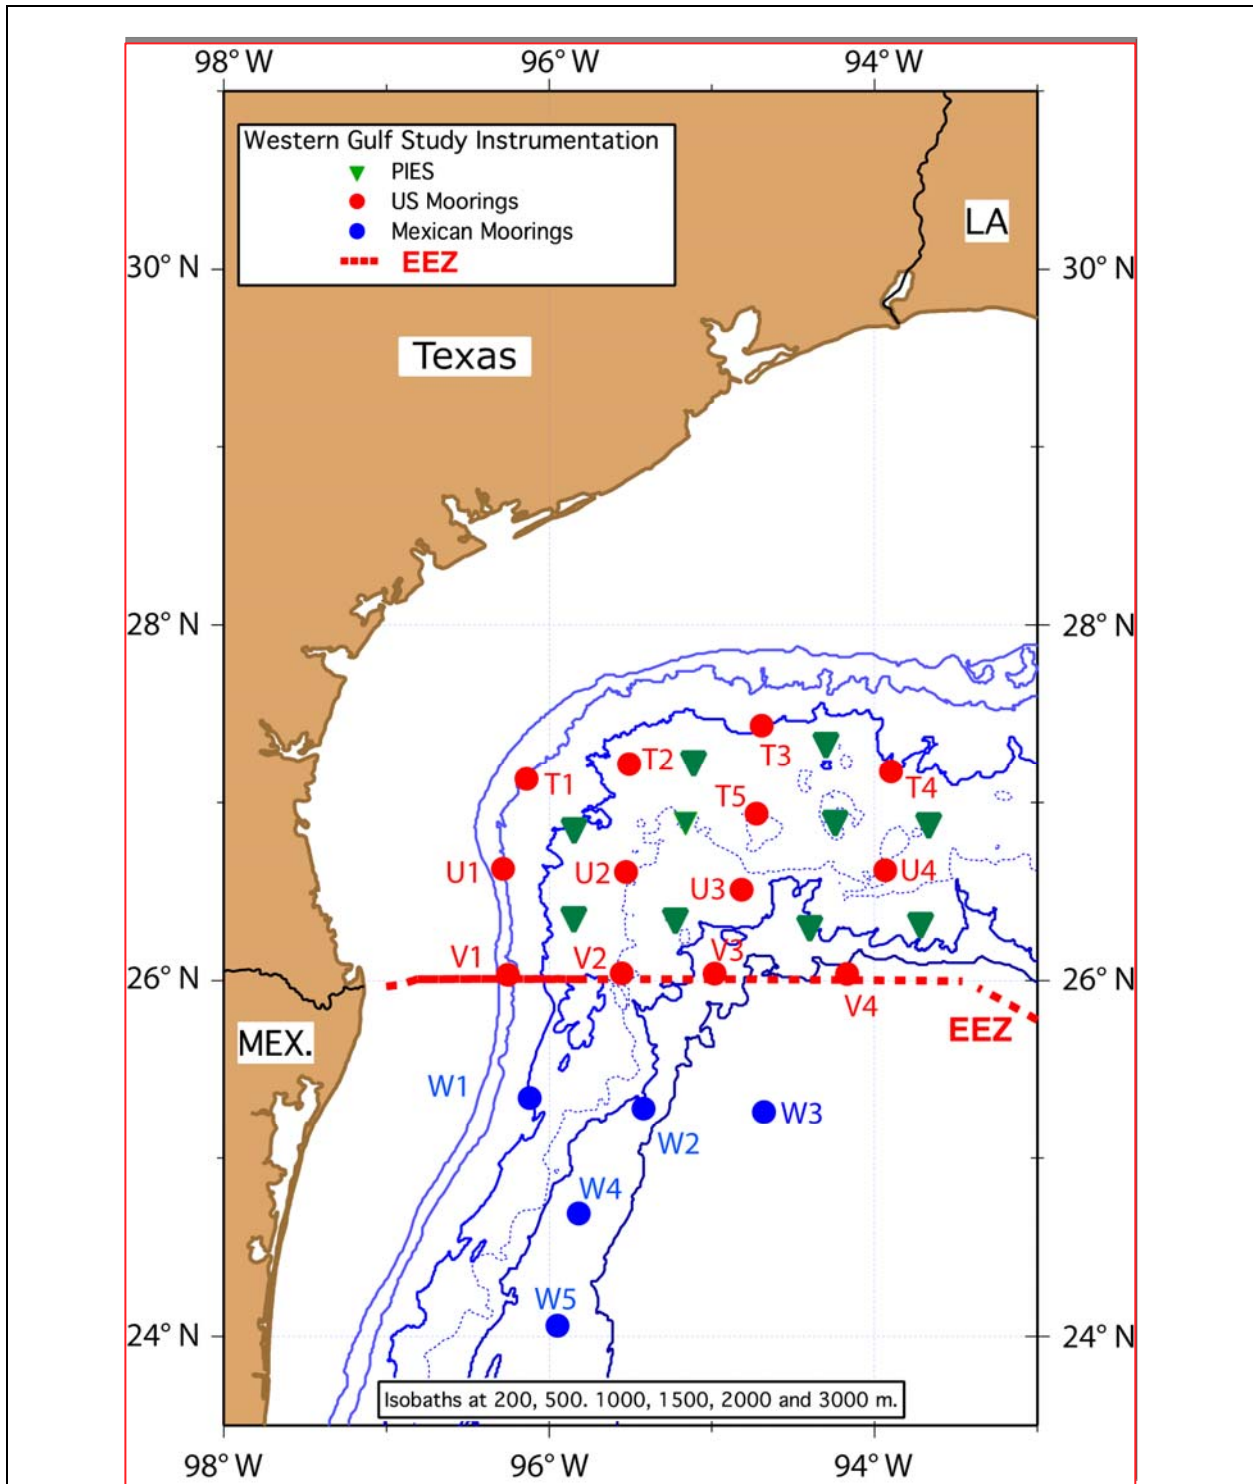 98° W 96° W 94° W
Western Gulf Study Instrumentation
PIES
US Moorings
Mexican Moorings
EEZ
LA
30° N 30° N
Texas
28° N 28° N
T3
T2
T1
T4
T5
U1 U2 U3 U4
V1 V2 V3
26° N 26° N
V4
EEZ
MEX.
W1
W3
W2
W4
W5
24° N 24° N
Isobaths at 200, 500. 1000, 1500, 2000 and 3000 m.
98° W 96° W 94° W